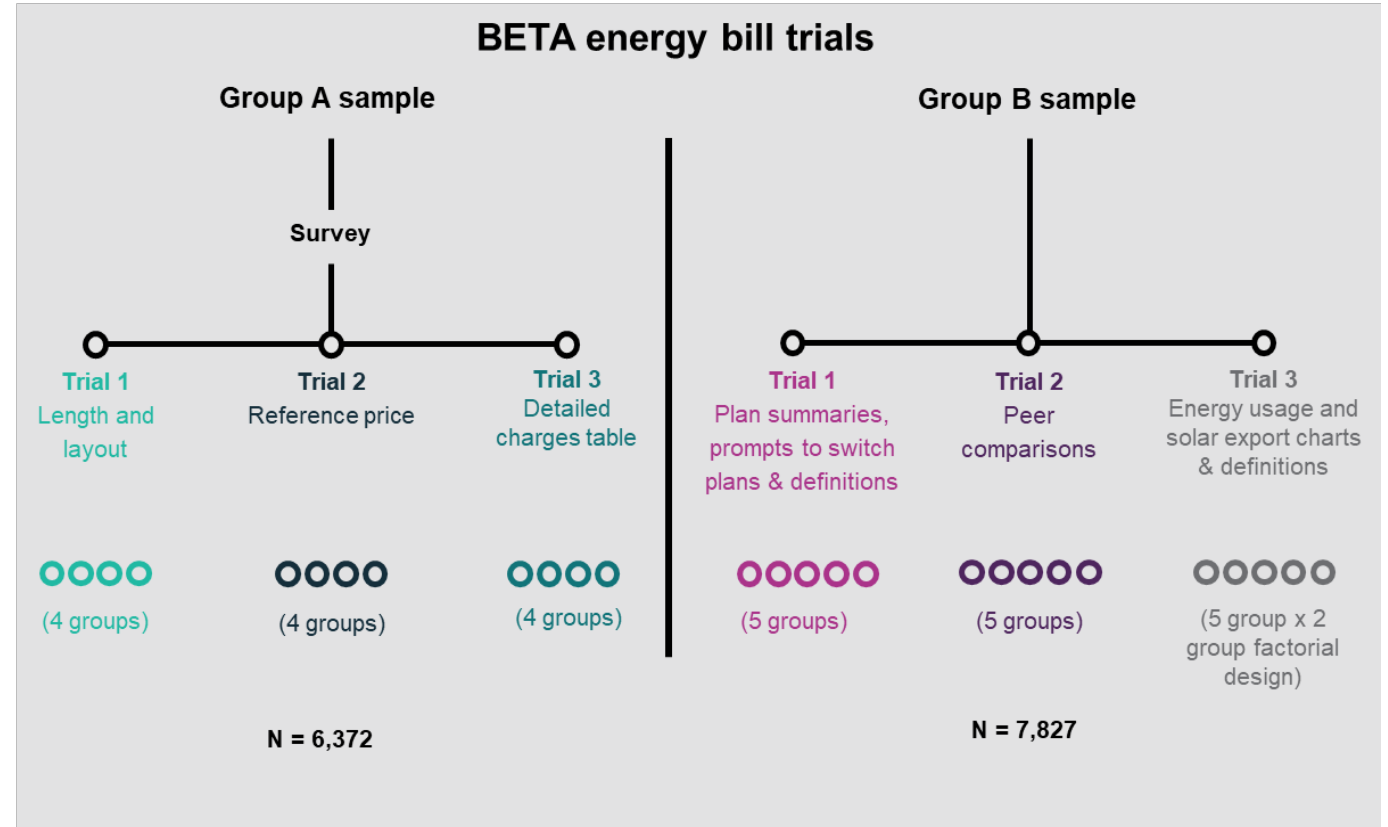 BETA energy bill trials
Group A sample
Survey
Trial 1
Length and
layout
(4 groups)
Trial 2
Reference price
(4 groups)
Trial 3
Detailed
charges table
(4 groups)
N = 6,372
Group B sample
Trial 1
Plan summaries,
prompts to switch
plans & definitions
(5 groups)
Trial 2
Peer
comparisons
(5 groups)
Trial 3
Energy usage and
solar export charts
& definitions
(5 group x 2
group factorial
design)
N = 7,827